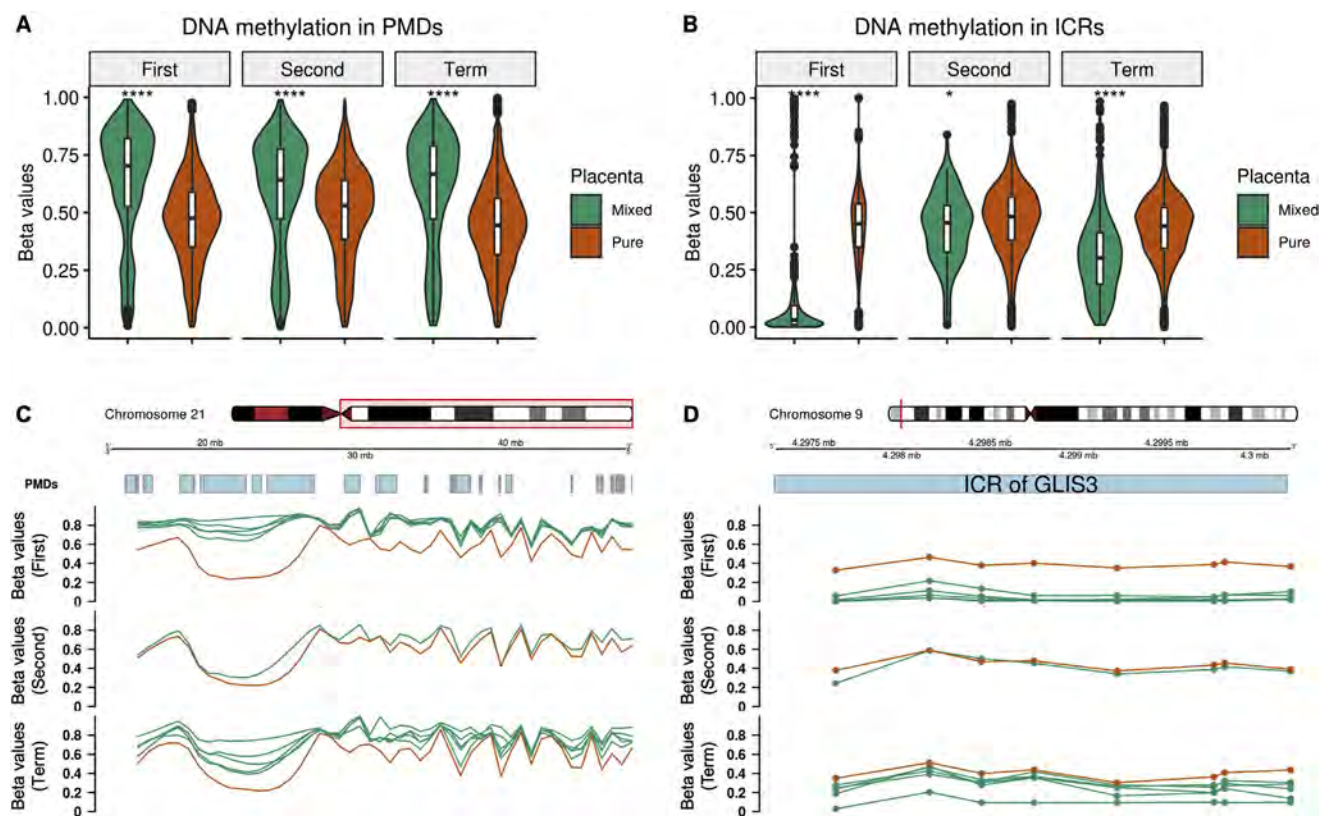 A
DNA methylation in PMDs
First
Second
Term
****
****
****
1.00
0.75
0.50
0.25
0.00
Beta values
Placenta
Mixed
Pure
B
DNA methylation in ICRs
First
Second
Term
****
*
****
1.00
0.75
0.50
0.25
0.00
Beta values
Placenta
Mixed
Pure
C
Chromosome 21
20 mb
40 mb
30 mb
5'
3'
PMDs
Beta values
(First)
0.8
0.6
0.4
0.2
0
Beta values
(Second)
0.8
0.6
0.4
0.2
0
Beta values
(Term)
0.8
0.6
0.4
0.2
0
D
Chromosome 9
4.2975 mb
4.2985 mb
4.2995 mb
4.298 mb
4.299 mb
4.3 mb
5'
3'
ICR of GLIS3
Beta values
(First)
0.8
0.6
0.4
0.2
0
Beta values
(Second)
0.8
0.6
0.4
0.2
0
Beta values
(Term)
0.8
0.6
0.4
0.2
0